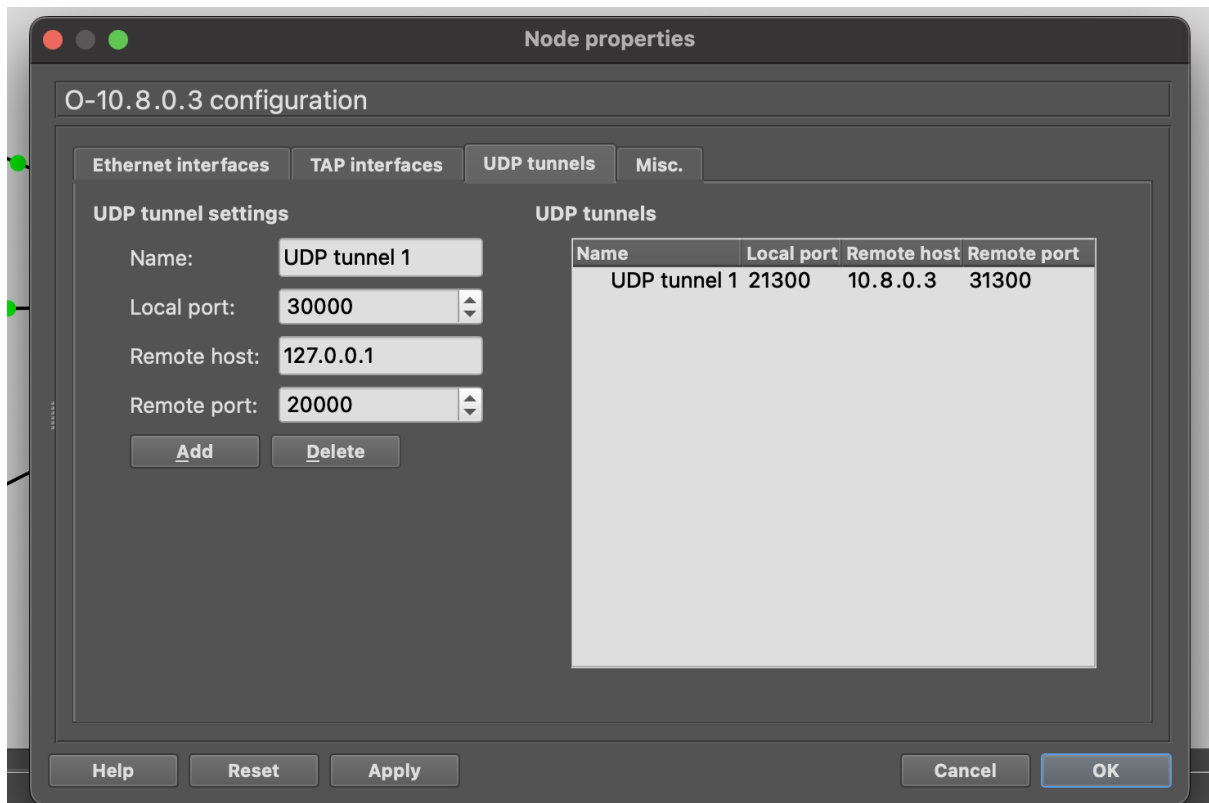 Node properties
O-10.8.0.3 configuration
Ethernet interfaces TAP interfaces UDP tunnels Misc.
UDP tunnel settings
Name: UDP tunnel 1
Local port: 30000
Remote host: 127.0.0.1
Remote port: 20000
Add Delete
UDP tunnels
Name Local port Remote host Remote port
UDP tunnel 1 21300 10.8.0.3 31300
Help Reset Apply Cancel OK